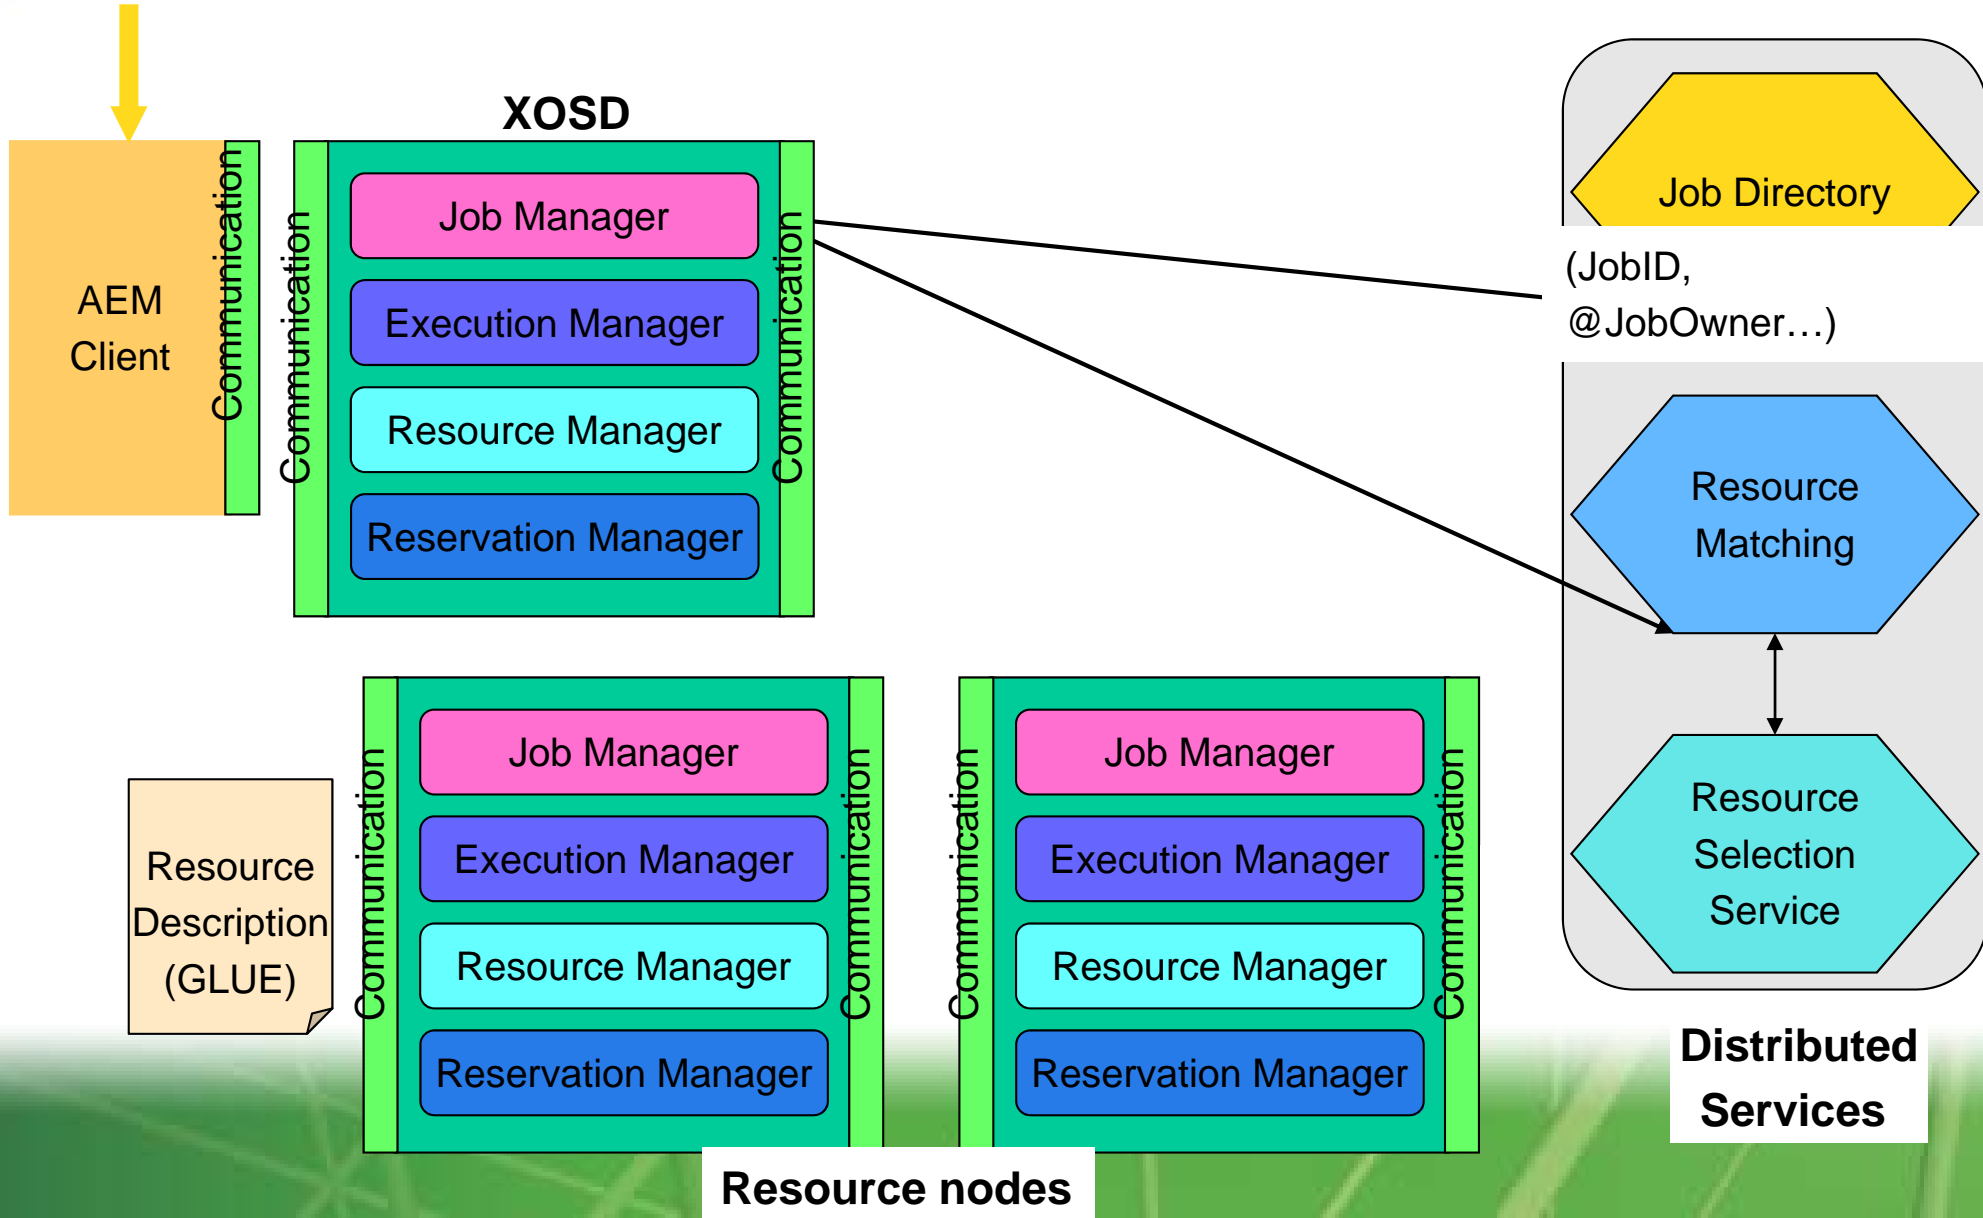 XOSD
AEM
Client
Communication
Communication
Job Manager
Execution Manager
Resource Manager
Reservation Manager
Communication
Job Directory
(JobID,
@JobOwner…)
Resource
Matching
Resource
Selection
Service
Distributed
Services
Resource
Description
(GLUE)
Communication
Job Manager
Execution Manager
Resource Manager
Reservation Manager
Communication
Communication
Job Manager
Execution Manager
Resource Manager
Reservation Manager
Communication
Resource nodes